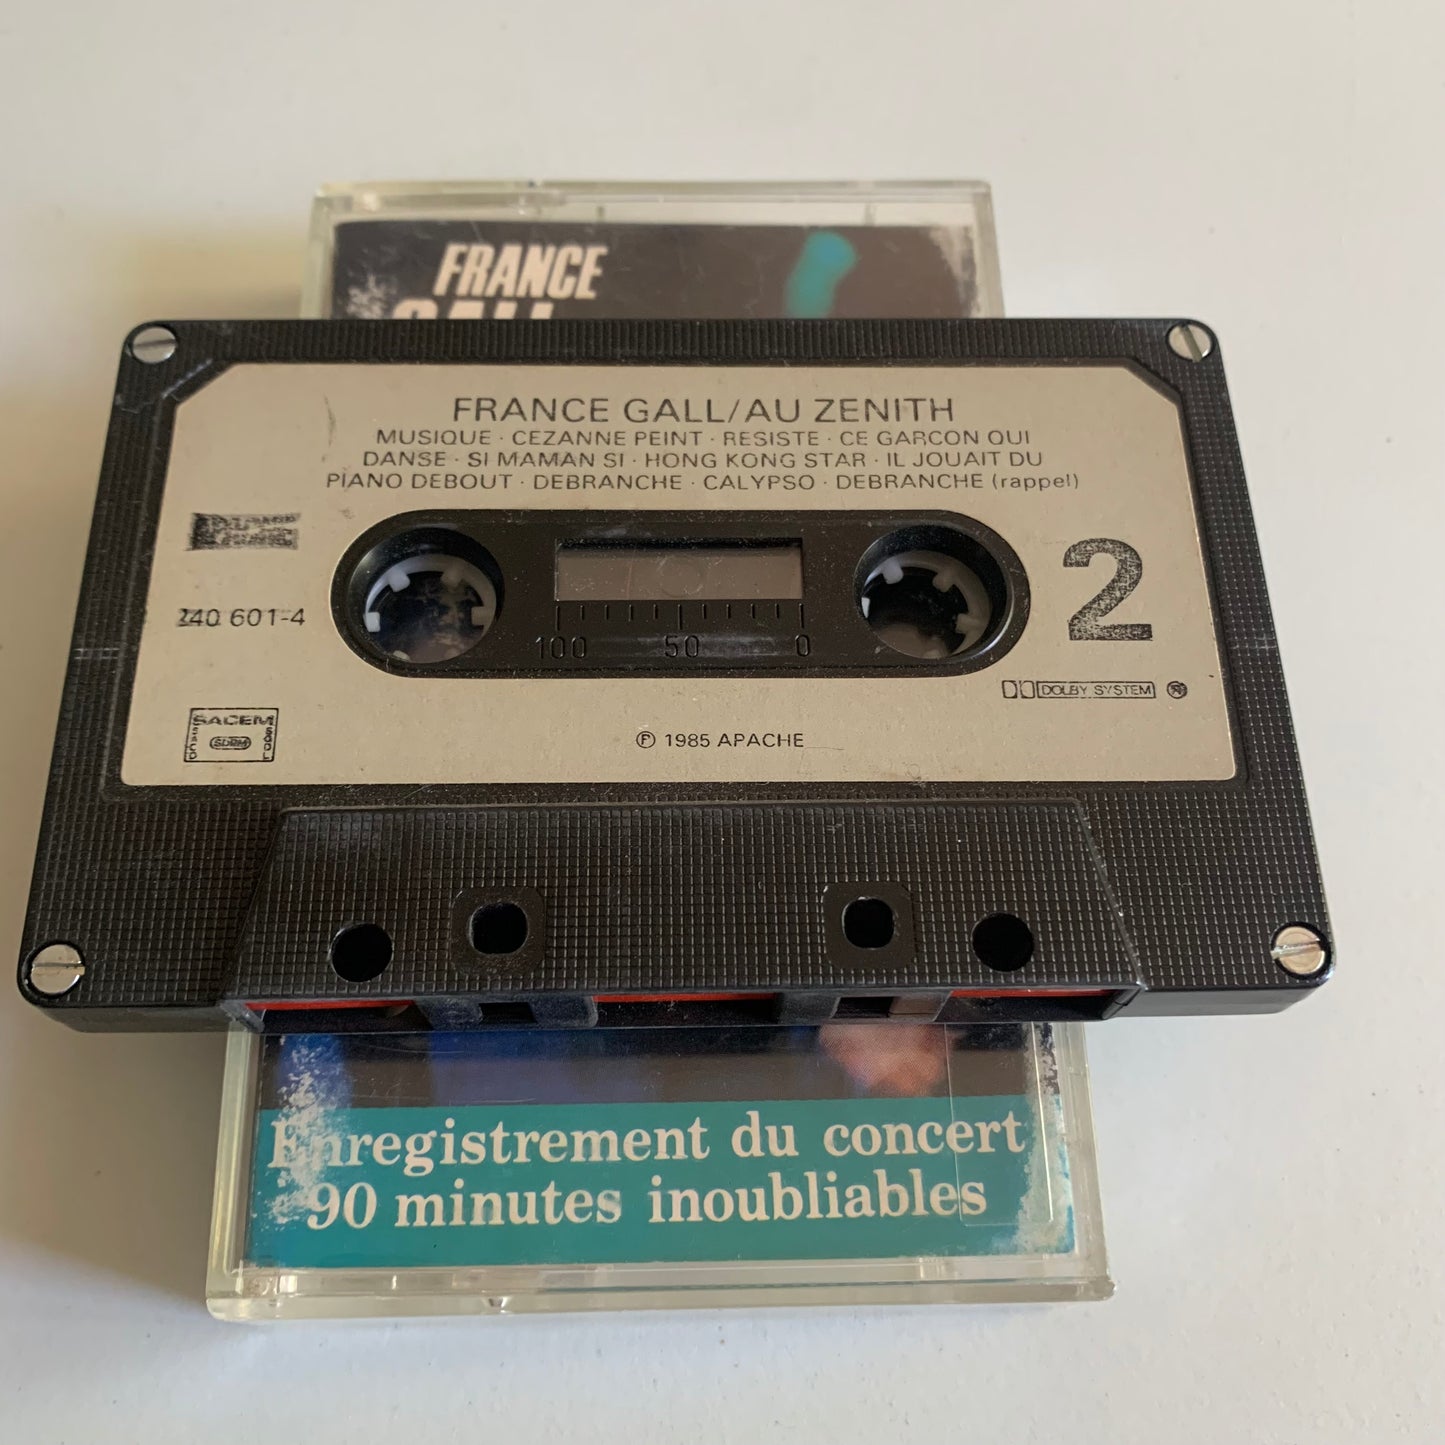 FRANCE
GALL
FRANCE GALL/AU ZENITH
MUSIQUE · CEZANNE PEINT · RESISTE · CE GARCON QUI
DANSE · SI MAMAN SI · HONG KONG STAR · IL JOUAIT DU
PIANO DEBOUT · DEBRANCHE · CALYPSO · DEBRANCHE (rappel)
240 601-4
2
100 50 0
DOLBY SYSTEM
SACEM
SDRM
Ⓟ 1985 APACHE
Enregistrement du concert
90 minutes inoubliables